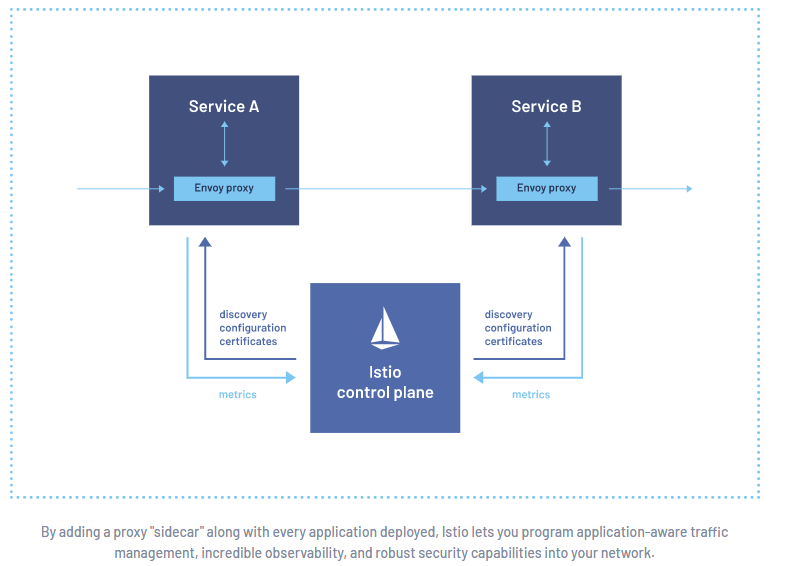 Service A
Service B
Envoy proxy
Envoy proxy
discovery
configuration
certificates
discovery
configuration
certificates
metrics
metrics
Istio
control plane
By adding a proxy "sidecar" along with every application deployed, Istio lets you program application-aware traffic
management, incredible observability, and robust security capabilities into your network.